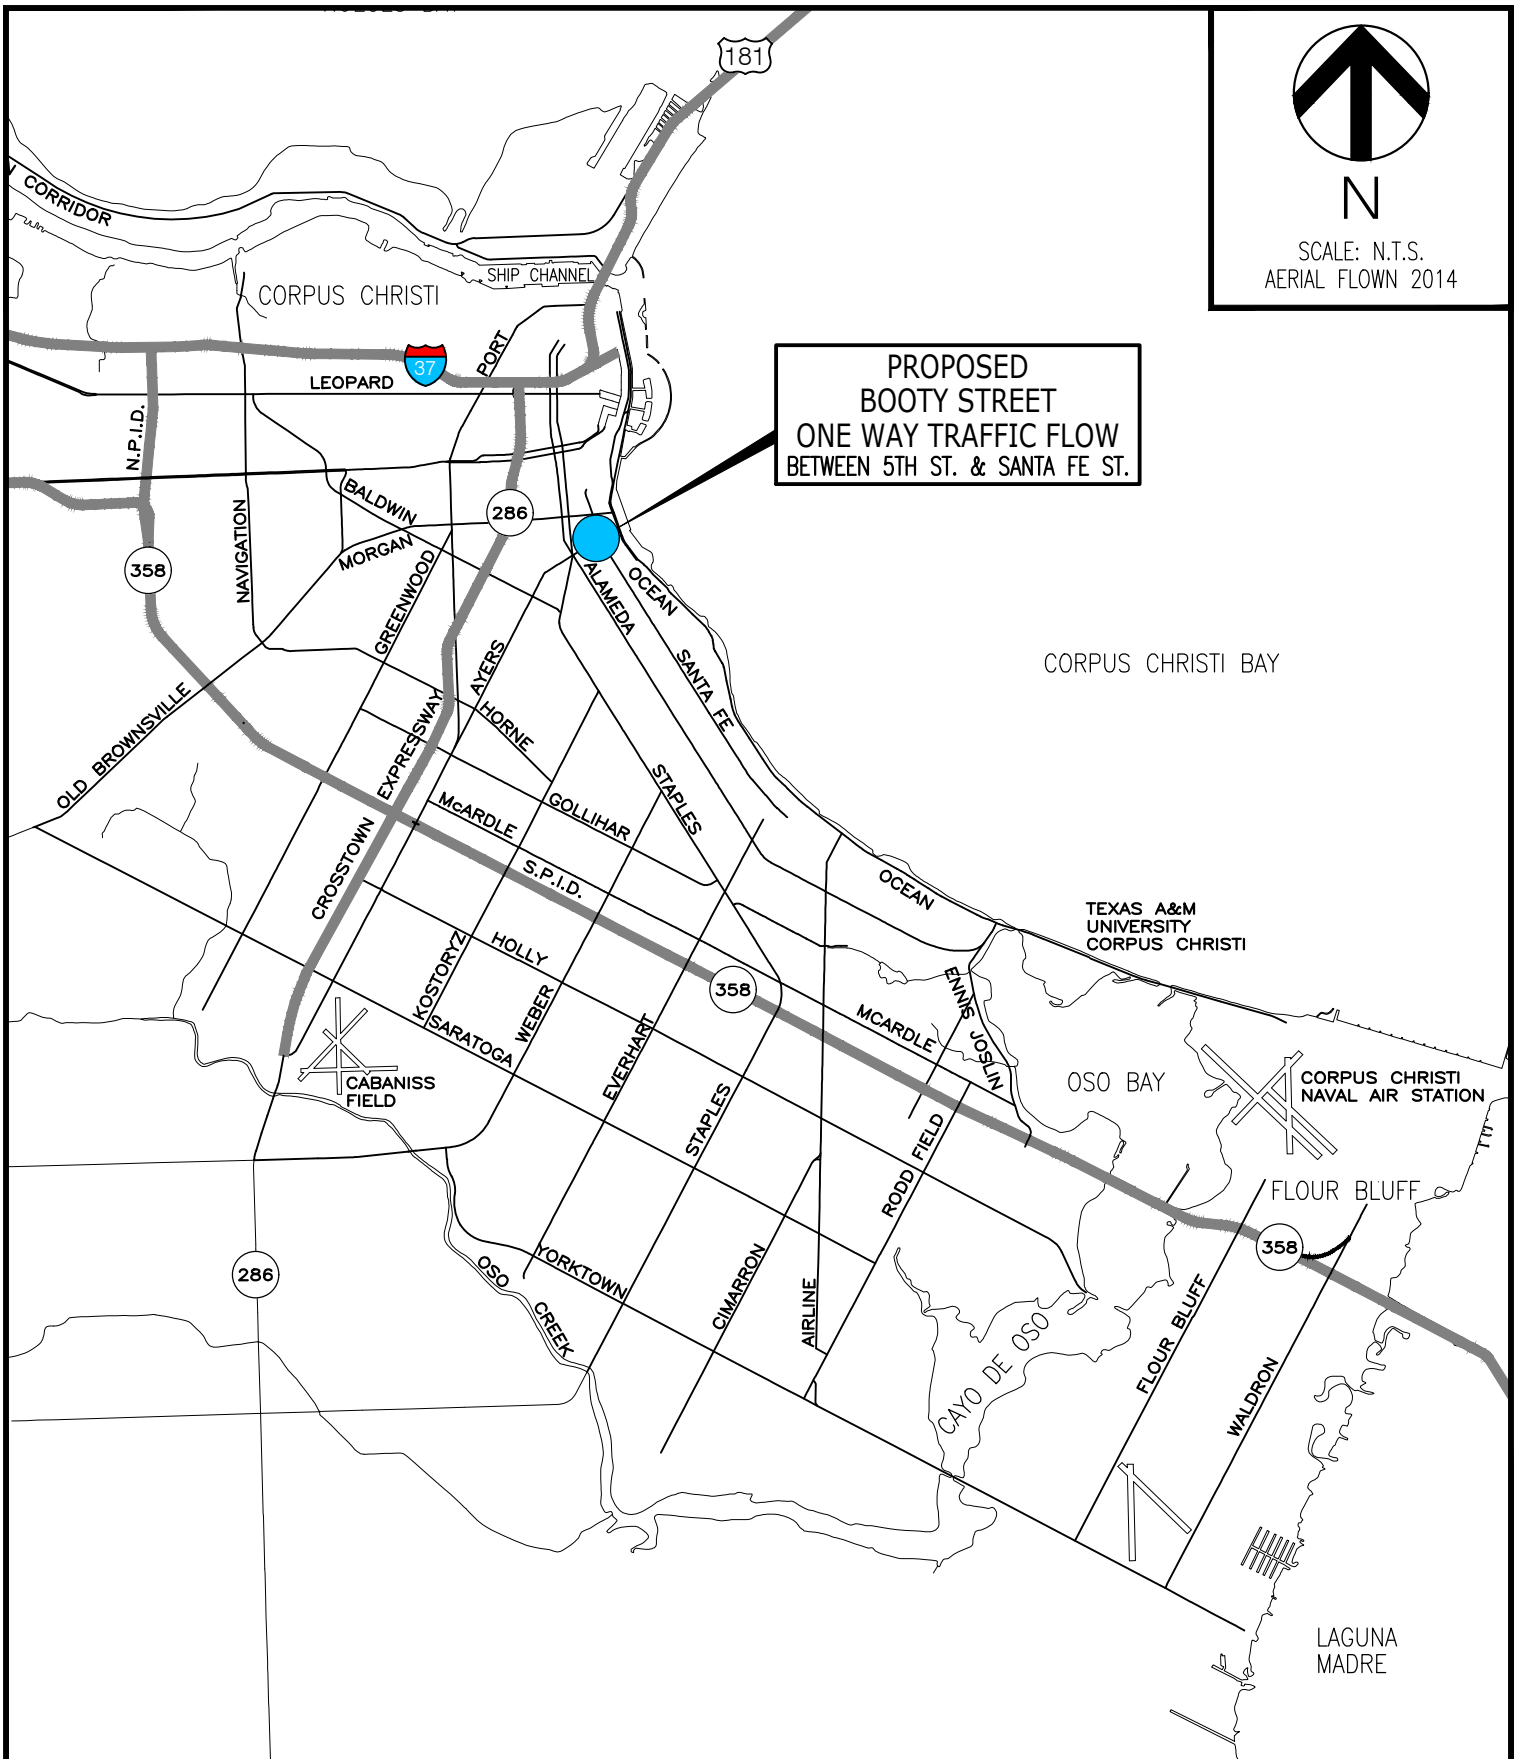 181
N
SCALE: N.T.S.
AERIAL FLOWN 2014
CORRIDOR
SHIP CHANNEL
CORPUS CHRISTI
PORT
37
LEOPARD
N.P.I.D.
PROPOSED
BOOTY STREET
ONE WAY TRAFFIC FLOW
BETWEEN 5TH ST. & SANTA FE ST.
BALDWIN
286
NAVIGATION
MORGAN
358
GREENWOOD
ALAMEDA
OCEAN
AYERS
SANTA FE
CORPUS CHRISTI BAY
OLD BROWNSVILLE
EXPRESSWAY
HORNE
STAPLES
McARDLE
GOLLIHAR
CROSSTOWN
S.P.I.D.
OCEAN
TEXAS A&M
UNIVERSITY
CORPUS CHRISTI
KOSTORYZ
HOLLY
358
ENNIS JOSLIN
WEBER
MCARDLE
SARATOGA
EVERHART
CABANISS
FIELD
OSO BAY
CORPUS CHRISTI
NAVAL AIR STATION
STAPLES
RODD FIELD
FLOUR BLUFF
358
286
OSO
CREEK
YORKTOWN
CIMARRON
AIRLINE
CAYO DE OSO
FLOUR BLUFF
WALDRON
LAGUNA
MADRE